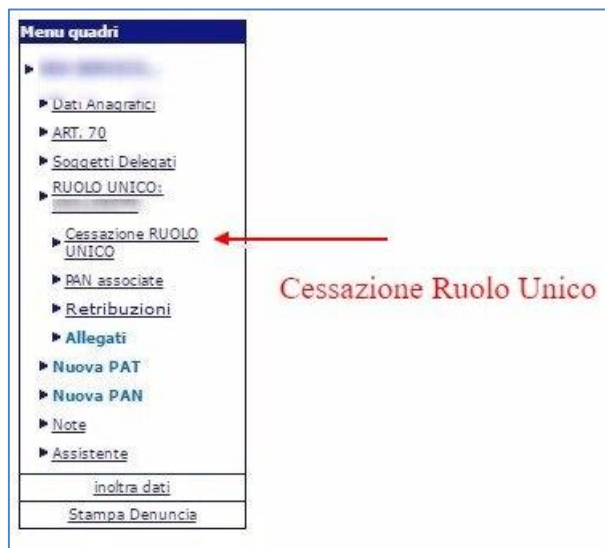 Menu quadri
Dati Anagrafici
ART. 70
Soggetti Delegati
RUOLO UNICO:
Cessazione RUOLO
UNICO
PAN associate
Retribuzioni
Allegati
Nuova PAT
Nuova PAN
Note
Assistente
inoltra dati
Stampa Denuncia
Cessazione Ruolo Unico